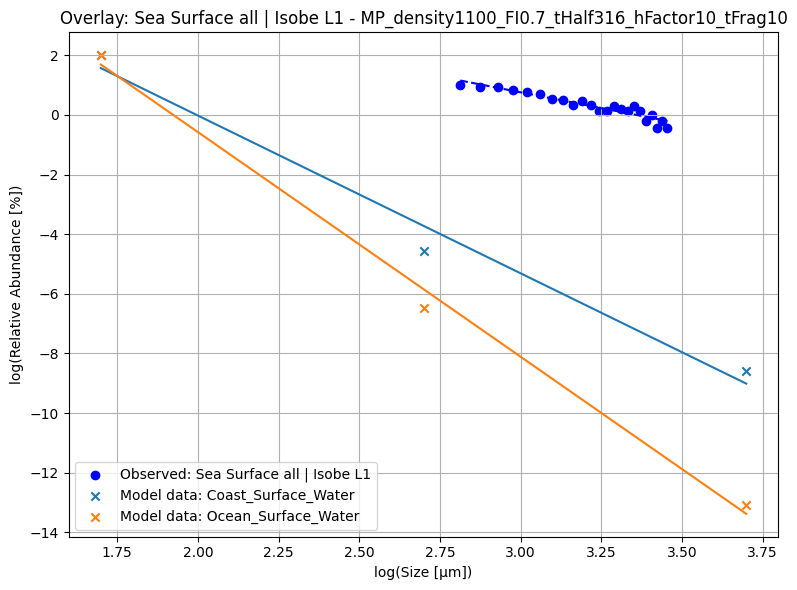 Overlay: Sea Surface all | Isobe L1 - MP_density1100_FI0.7_tHalf316_hFactor10_tFrag10
log(Relative Abundance [%])
2
0
−2
−4
−6
−8
−10
−12
−14
Observed: Sea Surface all | Isobe L1
Model data: Coast_Surface_Water
Model data: Ocean_Surface_Water
1.75 2.00 2.25 2.50 2.75 3.00 3.25 3.50 3.75
log(Size [µm])